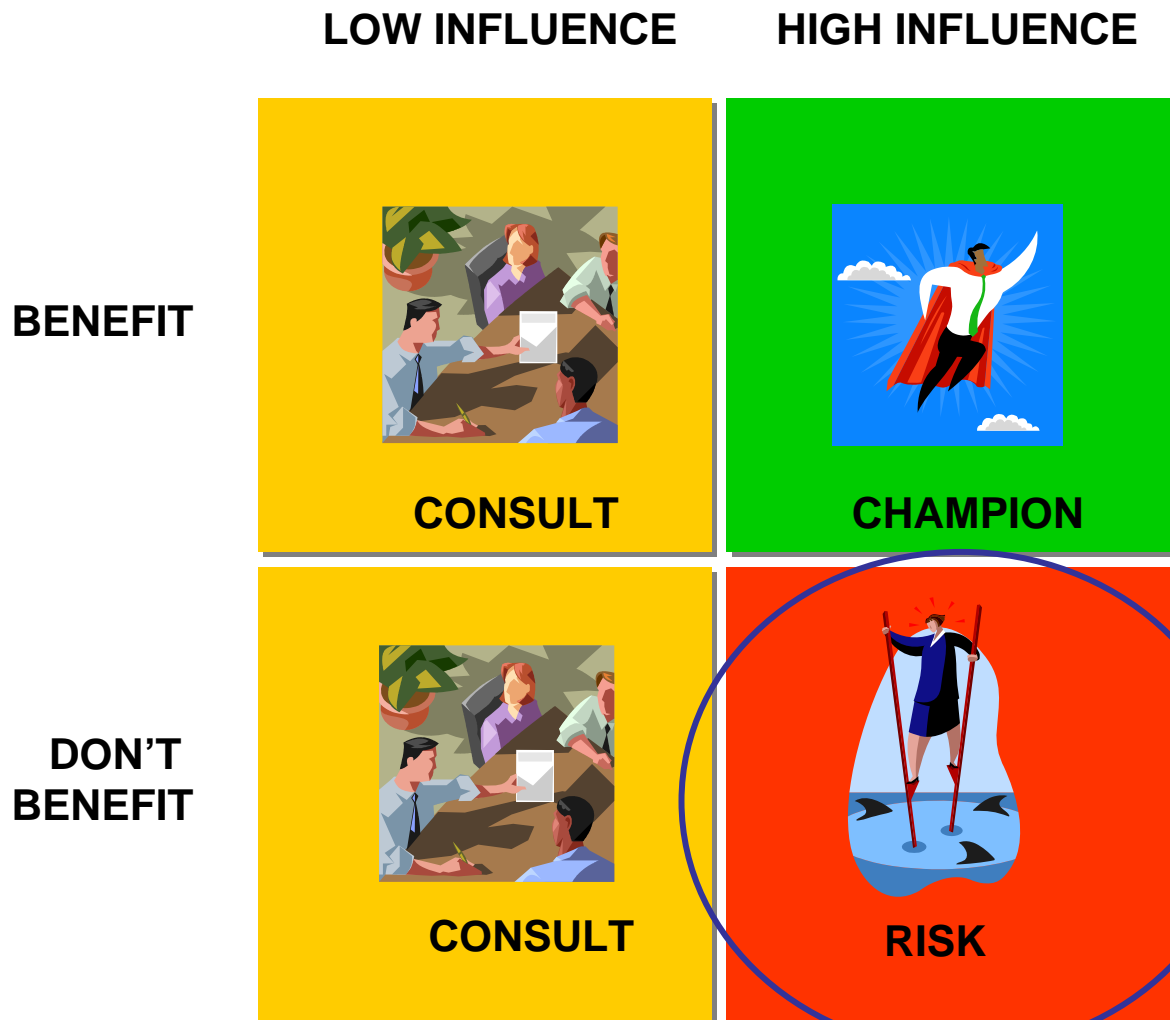 LOW INFLUENCE
HIGH INFLUENCE
BENEFIT
CONSULT
CHAMPION
DON’T
BENEFIT
CONSULT
RISK